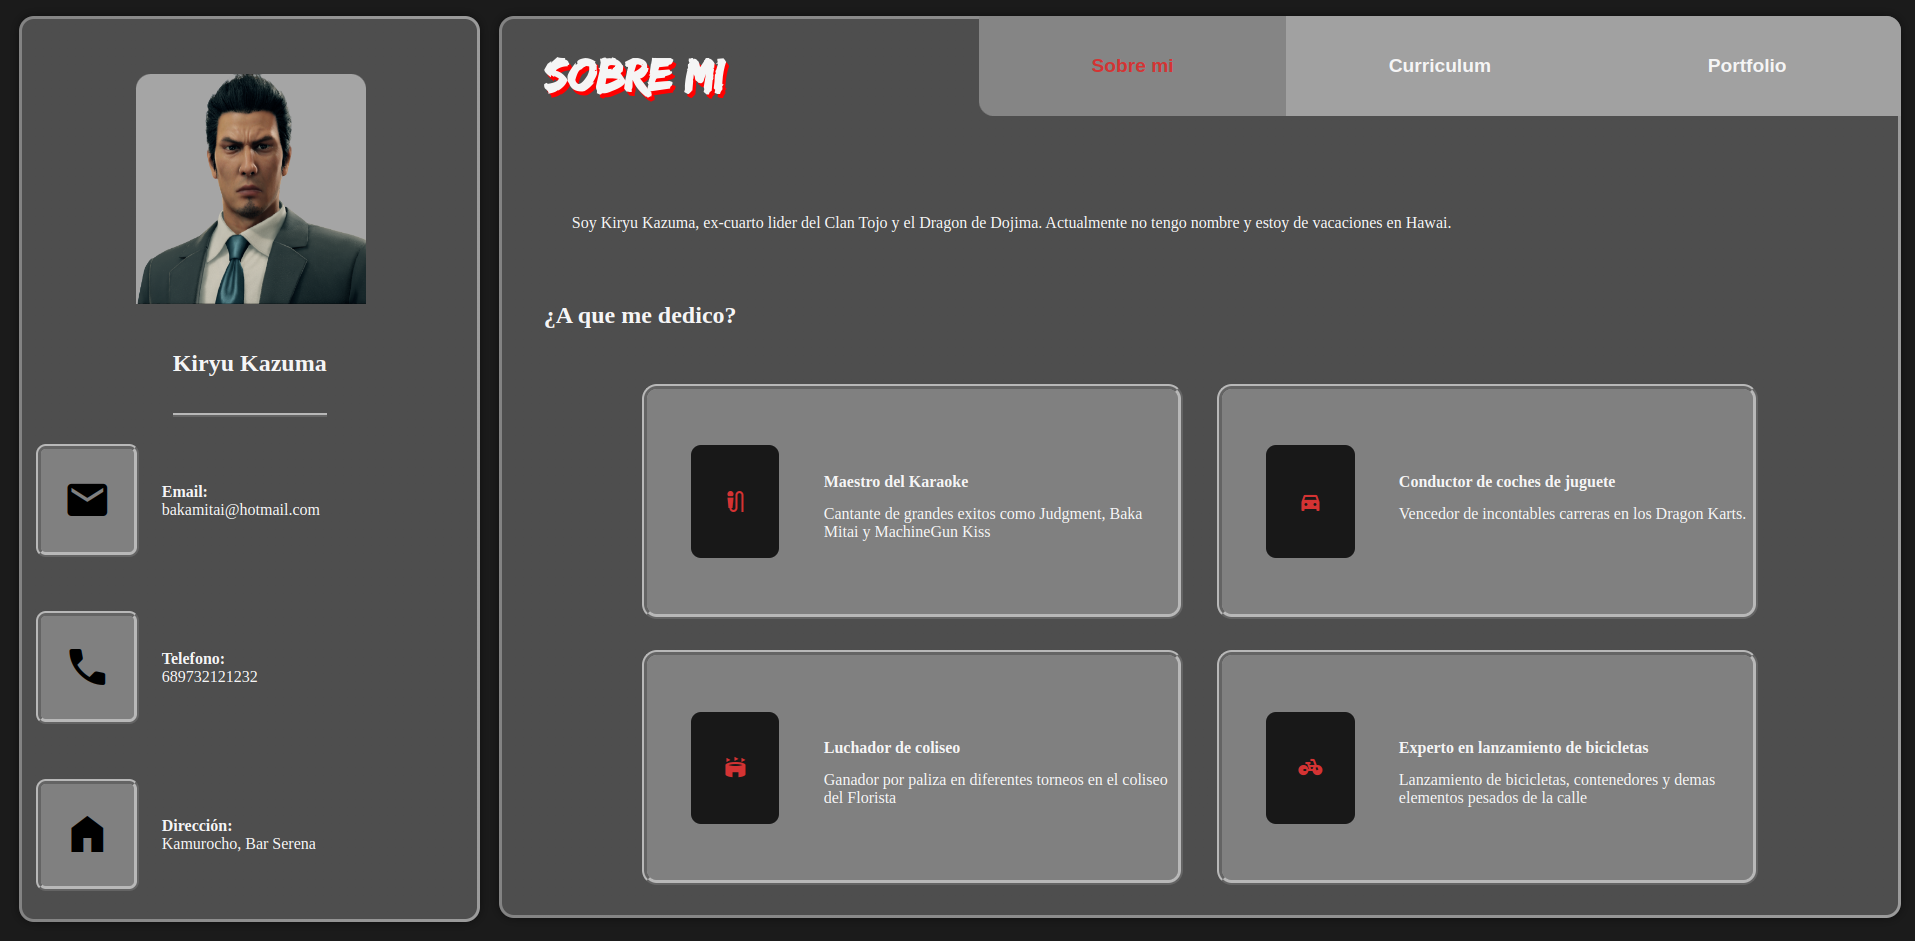 Kiryu Kazuma
Email:
bakamitai@hotmail.com
Telefono:
689732121232
Dirección:
Kamurocho, Bar Serena
SOBRE MI
Sobre mi
Curriculum
Portfolio
Soy Kiryu Kazuma, ex-cuarto lider del Clan Tojo y el Dragon de Dojima. Actualmente no tengo nombre y estoy de vacaciones en Hawai.
¿A que me dedico?
Maestro del Karaoke
Cantante de grandes exitos como Judgment, Baka
Mitai y MachineGun Kiss
Conductor de coches de juguete
Vencedor de incontables carreras en los Dragon Karts.
Luchador de coliseo
Ganador por paliza en diferentes torneos en el coliseo
del Florista
Experto en lanzamiento de bicicletas
Lanzamiento de bicicletas, contenedores y demas
elementos pesados de la calle